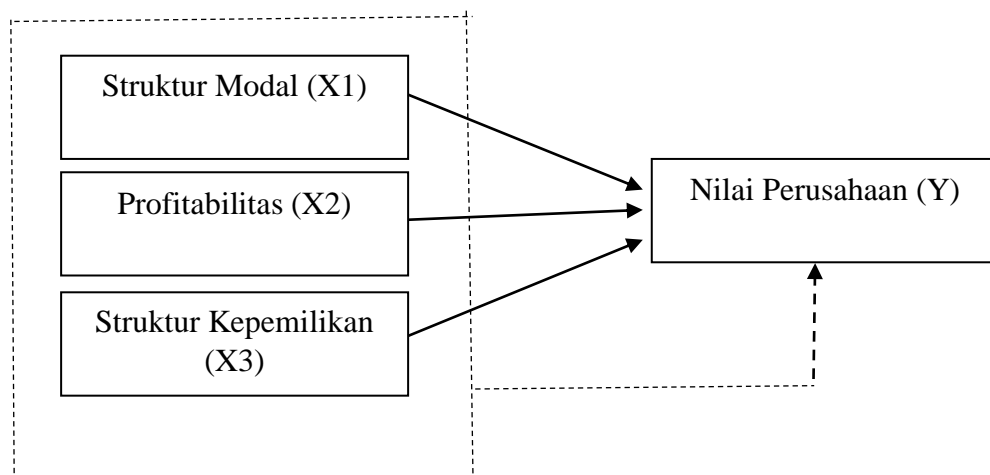 Struktur Modal (X1)
Profitabilitas (X2)
Nilai Perusahaan (Y)
Struktur Kepemilikan
(X3)